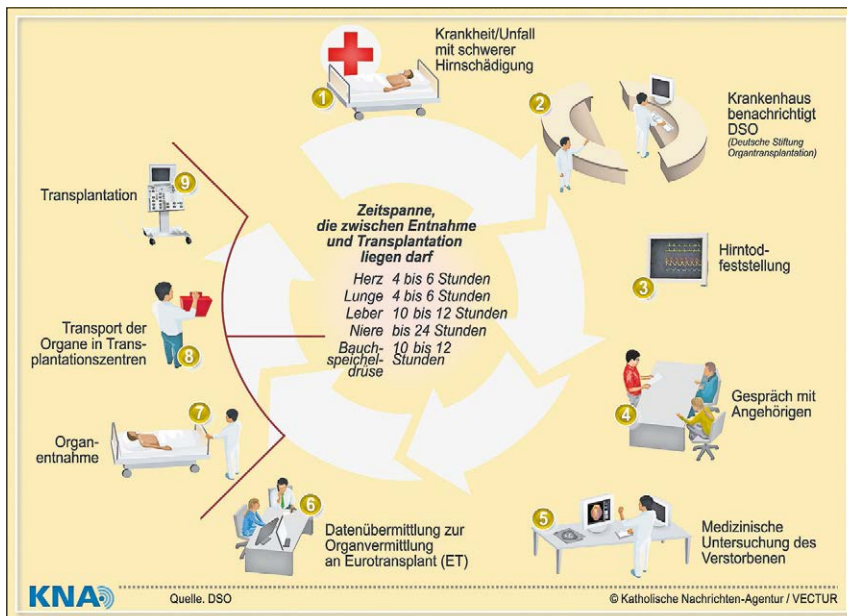 1
Krankheit/Unfall
mit schwerer
Hirnschädigung
2
Krankenhaus
benachrichtigt
DSO
(Deutsche Stiftung
Organtransplantation)
3
Hirntod-
feststellung
4
Gespräch mit
Angehörigen
5
Medizinische
Untersuchung des
Verstorbenen
6
Datenübermittlung zur
Organvermittlung
an Eurotransplant (ET)
7
Organ-
entnahme
8
Transport der
Organe in Trans-
plantationszentren
9
Transplantation
Zeitspanne,
die zwischen Entnahme
und Transplantation
liegen darf
Herz 4 bis 6 Stunden
Lunge 4 bis 6 Stunden
Leber 10 bis 12 Stunden
Niere bis 24 Stunden
Bauch- 10 bis 12
speichel- Stunden
drüse
KNA
Quelle. DSO
© Katholische Nachrichten-Agentur / VECTUR